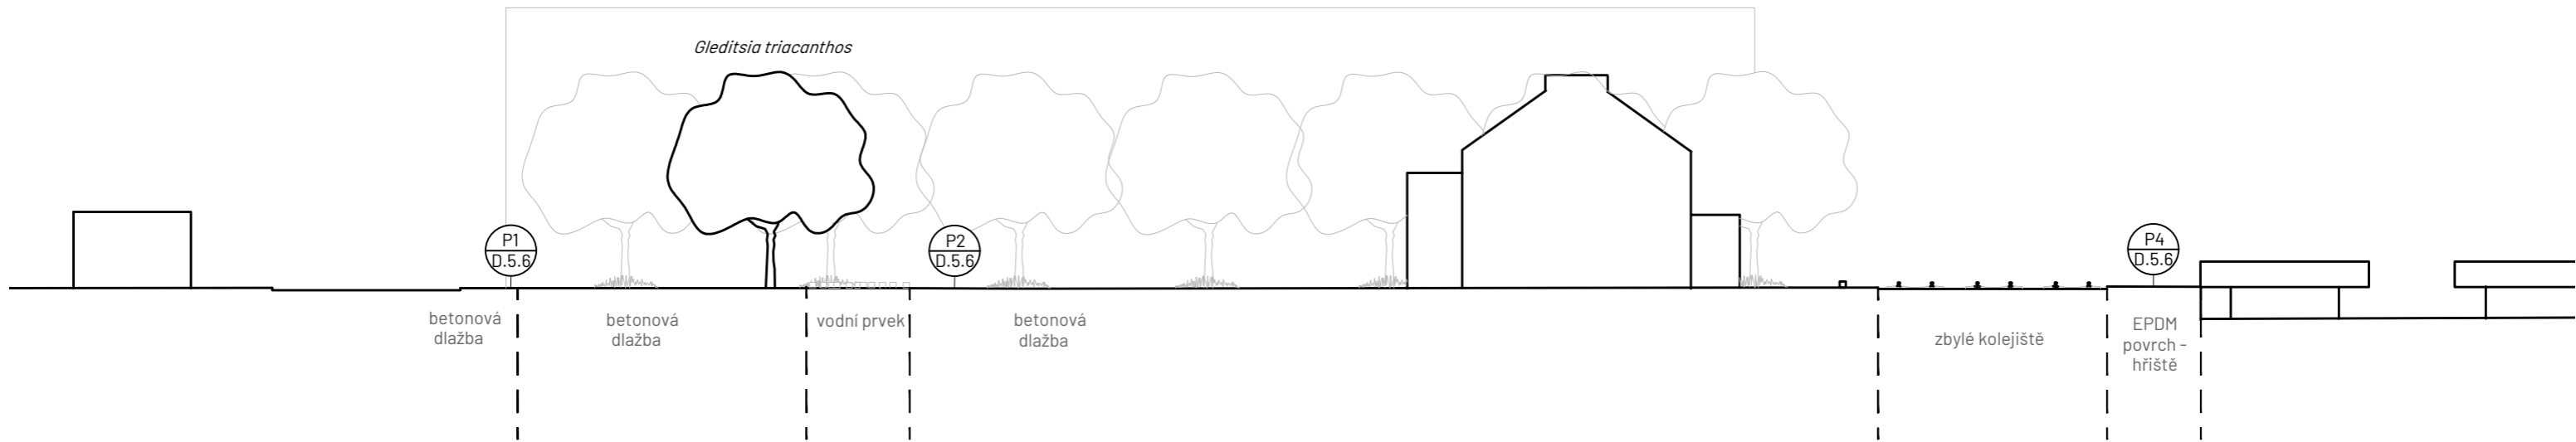 Gleditsia triacanthos
P1
D.5.6
P2
D.5.6
P4
D.5.6
betonová
dlažba
betonová
dlažba
vodní prvek
betonová
dlažba
zbylé kolejiště
EPDM
povrch -
hřiště